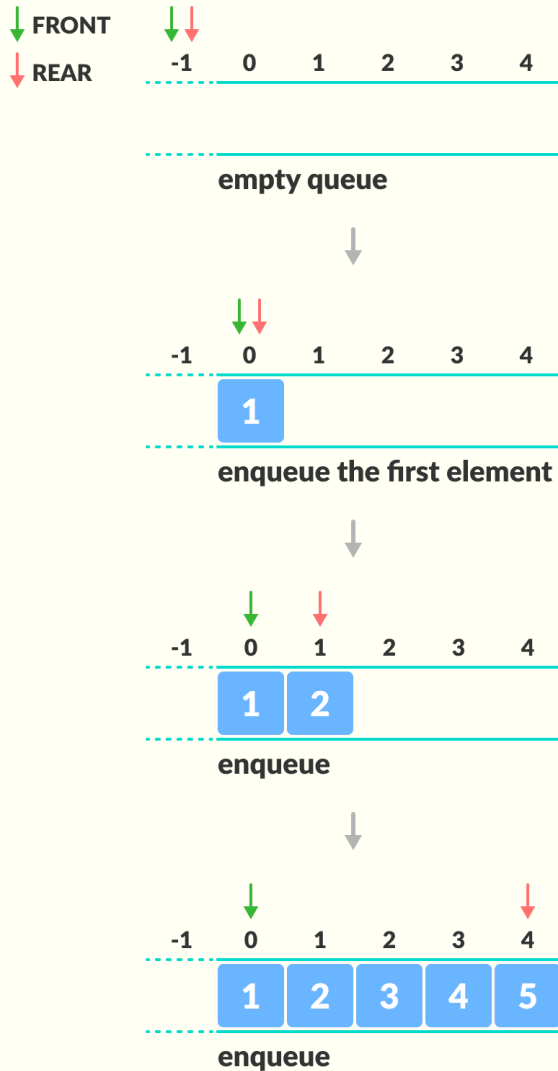 FRONT
REAR
-1 0 1 2 3 4
empty queue
-1 0 1 2 3 4
1
enqueue the first element
-1 0 1 2 3 4
1 2
enqueue
-1 0 1 2 3 4
1 2 3 4 5
enqueue